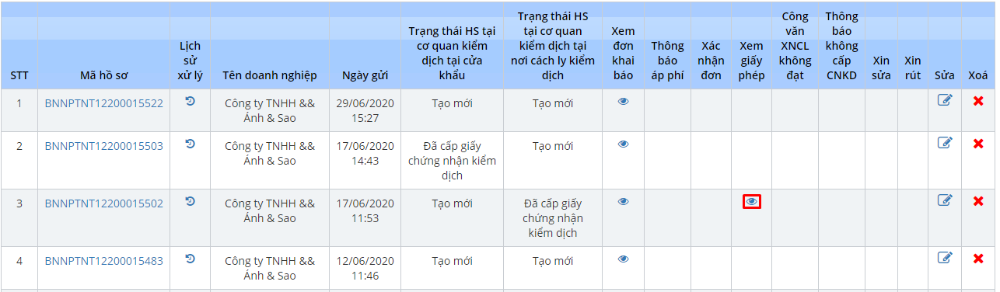 STT
Mã hồ sơ
Lịch
sử
xử lý
Tên doanh nghiệp
Ngày gửi
Trạng thái HS tại
cơ quan kiểm
dịch tại cửa
khẩu
Trạng thái HS
tại cơ quan
kiểm dịch tại
nơi cách ly kiểm
dịch
Xem
đơn
khai
báo
Thông
báo
áp phí
Xác
nhận
đơn
Xem
giấy
phép
Công
văn
XNCL
không
đạt
Thông
báo
không
cấp
CNKD
Xin
sửa
Xin
rút
Sửa
Xoá
1
BNNPTNT12200015522
Công ty TNHH &&
Ánh & Sao
29/06/2020
15:27
Tạo mới
Tạo mới
2
BNNPTNT12200015503
Công ty TNHH &&
Ánh & Sao
17/06/2020
14:43
Đã cấp giấy
chứng nhận kiểm
dịch
Tạo mới
3
BNNPTNT12200015502
Công ty TNHH &&
Ánh & Sao
17/06/2020
11:53
Tạo mới
Đã cấp giấy
chứng nhận
kiểm dịch
4
BNNPTNT12200015483
Công ty TNHH &&
Ánh & Sao
12/06/2020
11:46
Tạo mới
Tạo mới